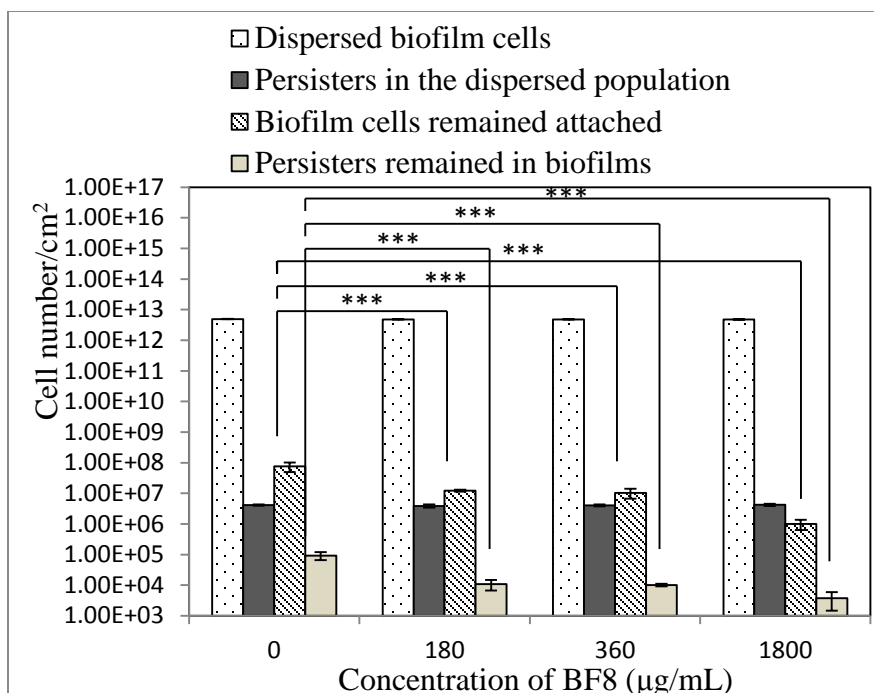 Dispersed biofilm cells
Persisters in the dispersed population
Biofilm cells remained attached
Persisters remained in biofilms
Cell number/cm²
1.00E+17
1.00E+16
1.00E+15
1.00E+14
1.00E+13
1.00E+12
1.00E+11
1.00E+10
1.00E+09
1.00E+08
1.00E+07
1.00E+06
1.00E+05
1.00E+04
1.00E+03
***
***
***
***
***
***
0 180 360 1800
Concentration of BF8 (µg/mL)